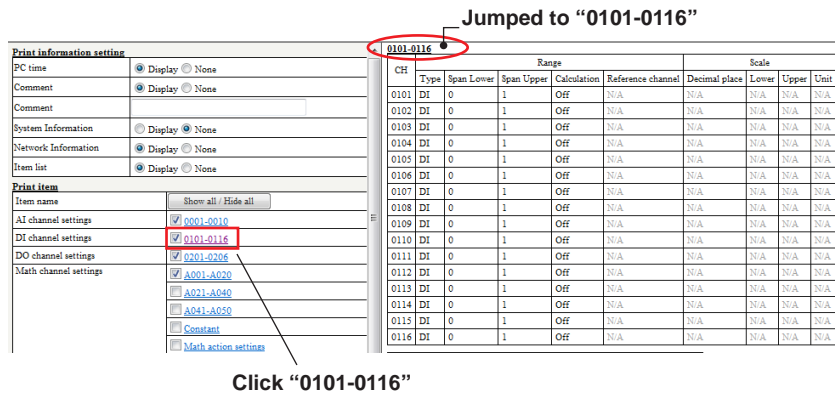 Jumped to “0101-0116”
Print information setting
PC time Display None
Comment Display None
Comment
System Information Display None
Network Information Display None
Item list Display None
Print item
Item name Show all / Hide all
AI channel settings 0001-0010
DI channel settings 0101-0116
DO channel settings 0201-0206
Math channel settings A001-A020
A021-A040
A041-A050
Constant
Math action settings
0101-0116
CH Range Scale
Type Span Lower Span Upper Calculation Reference channel Decimal place Lower Upper Unit
0101 DI 0 1 Off N/A N/A N/A N/A N/A
0102 DI 0 1 Off N/A N/A N/A N/A N/A
0103 DI 0 1 Off N/A N/A N/A N/A N/A
0104 DI 0 1 Off N/A N/A N/A N/A N/A
0105 DI 0 1 Off N/A N/A N/A N/A N/A
0106 DI 0 1 Off N/A N/A N/A N/A N/A
0107 DI 0 1 Off N/A N/A N/A N/A N/A
0108 DI 0 1 Off N/A N/A N/A N/A N/A
0109 DI 0 1 Off N/A N/A N/A N/A N/A
0110 DI 0 1 Off N/A N/A N/A N/A N/A
0111 DI 0 1 Off N/A N/A N/A N/A N/A
0112 DI 0 1 Off N/A N/A N/A N/A N/A
0113 DI 0 1 Off N/A N/A N/A N/A N/A
0114 DI 0 1 Off N/A N/A N/A N/A N/A
0115 DI 0 1 Off N/A N/A N/A N/A N/A
0116 DI 0 1 Off N/A N/A N/A N/A N/A
Click “0101-0116”